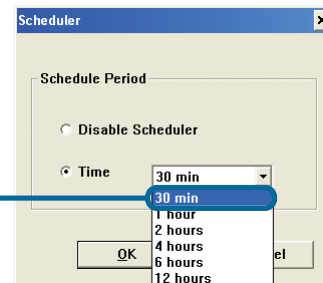 Scheduler
Schedule Period
Disable Scheduler
Time 30 min
30 min
1 hour
2 hours
4 hours
6 hours
12 hours
OK el